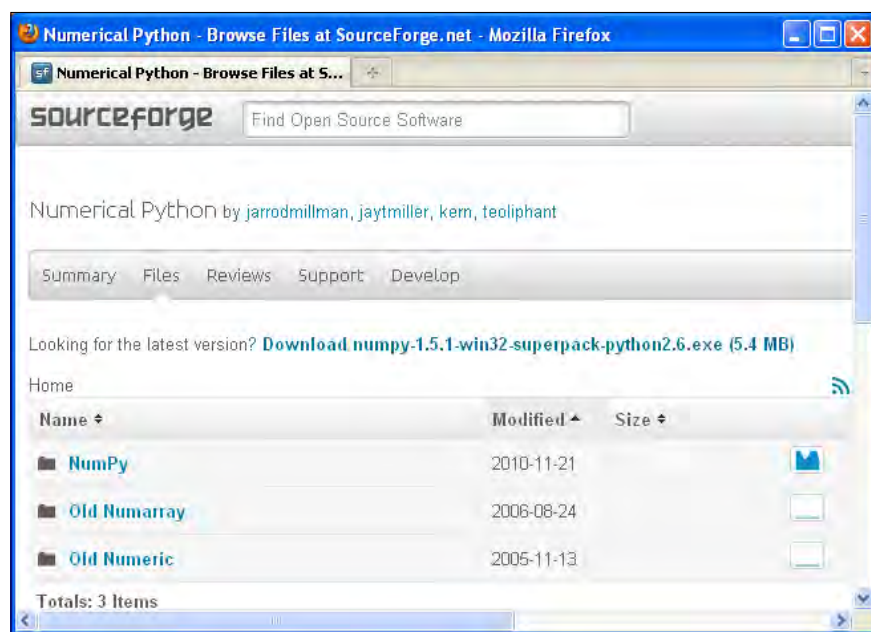 Numerical Python - Browse Files at SourceForge.net - Mozilla Firefox
sf Numerical Python - Browse Files at S...
sourceforge Find Open Source Software
Numerical Python by jarrodmillman, jaytmiller, kern, teoliphant
Summary Files Reviews Support Develop
Looking for the latest version? Download numpy-1.5.1-win32-superpack-python2.6.exe (5.4 MB)
Home
Name Modified Size
NumPy 2010-11-21
Old Numarray 2006-08-24
Old Numeric 2005-11-13
Totals: 3 Items